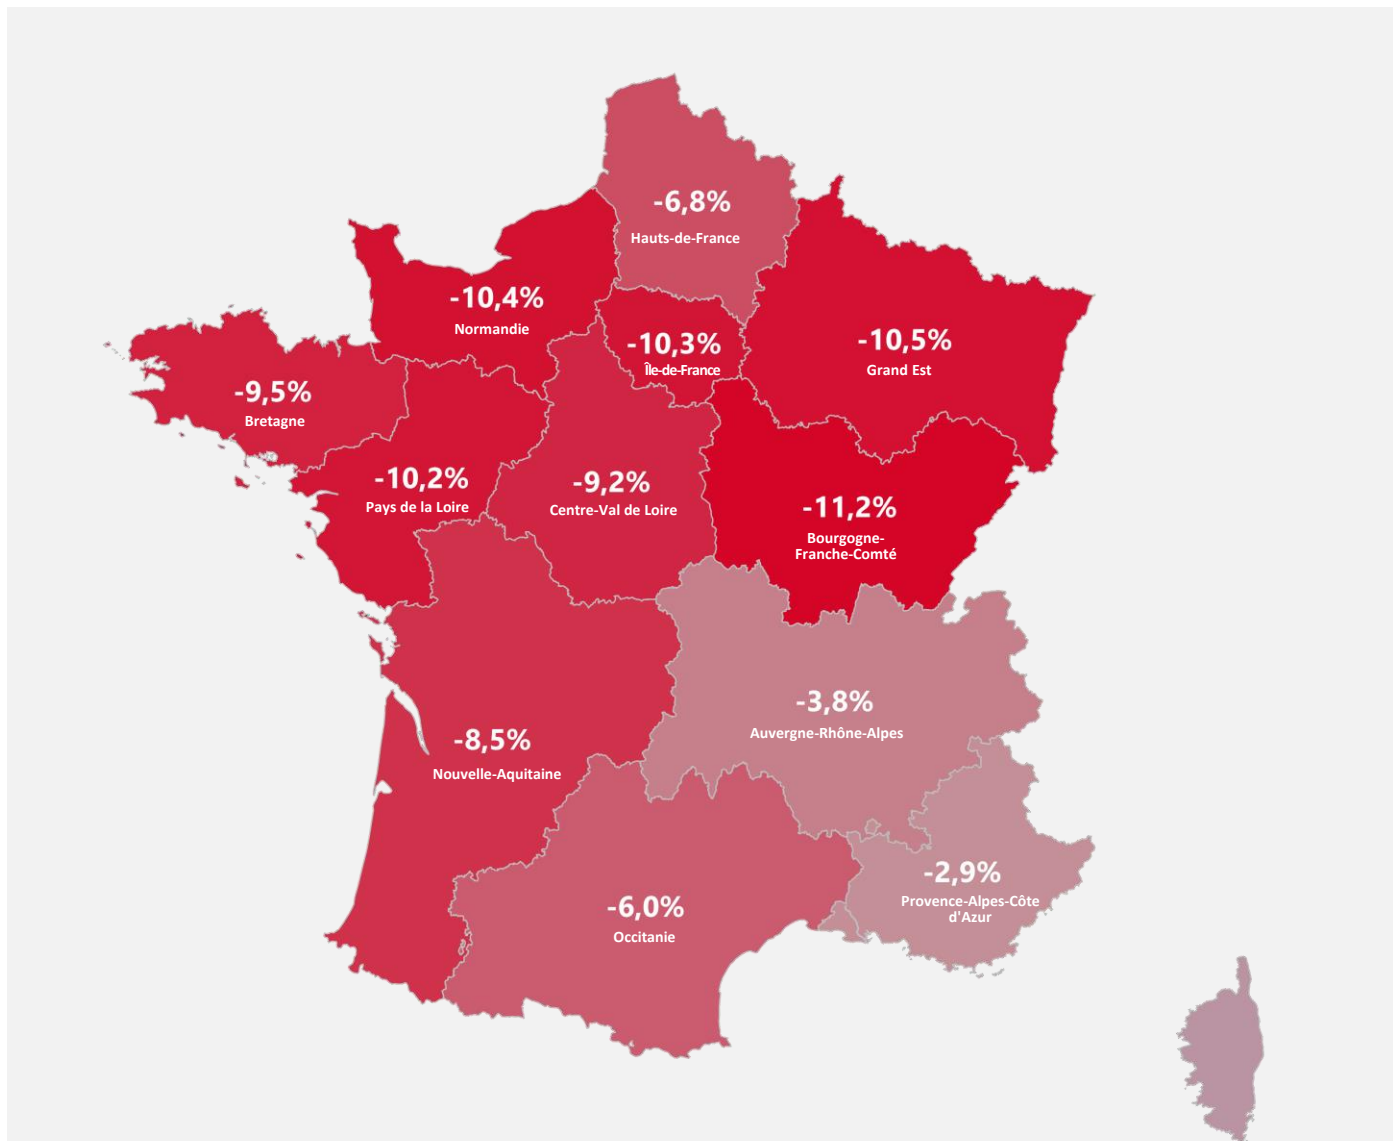 -6,8%
Hauts-de-France
-10,4%
Normandie
-10,3%
Île-de-France
-10,5%
Grand Est
-9,5%
Bretagne
-10,2%
Pays de la Loire
-9,2%
Centre-Val de Loire
-11,2%
Bourgogne-
Franche-Comté
-3,8%
Auvergne-Rhône-Alpes
-8,5%
Nouvelle-Aquitaine
-2,9%
Provence-Alpes-Côte
d'Azur
-6,0%
Occitanie